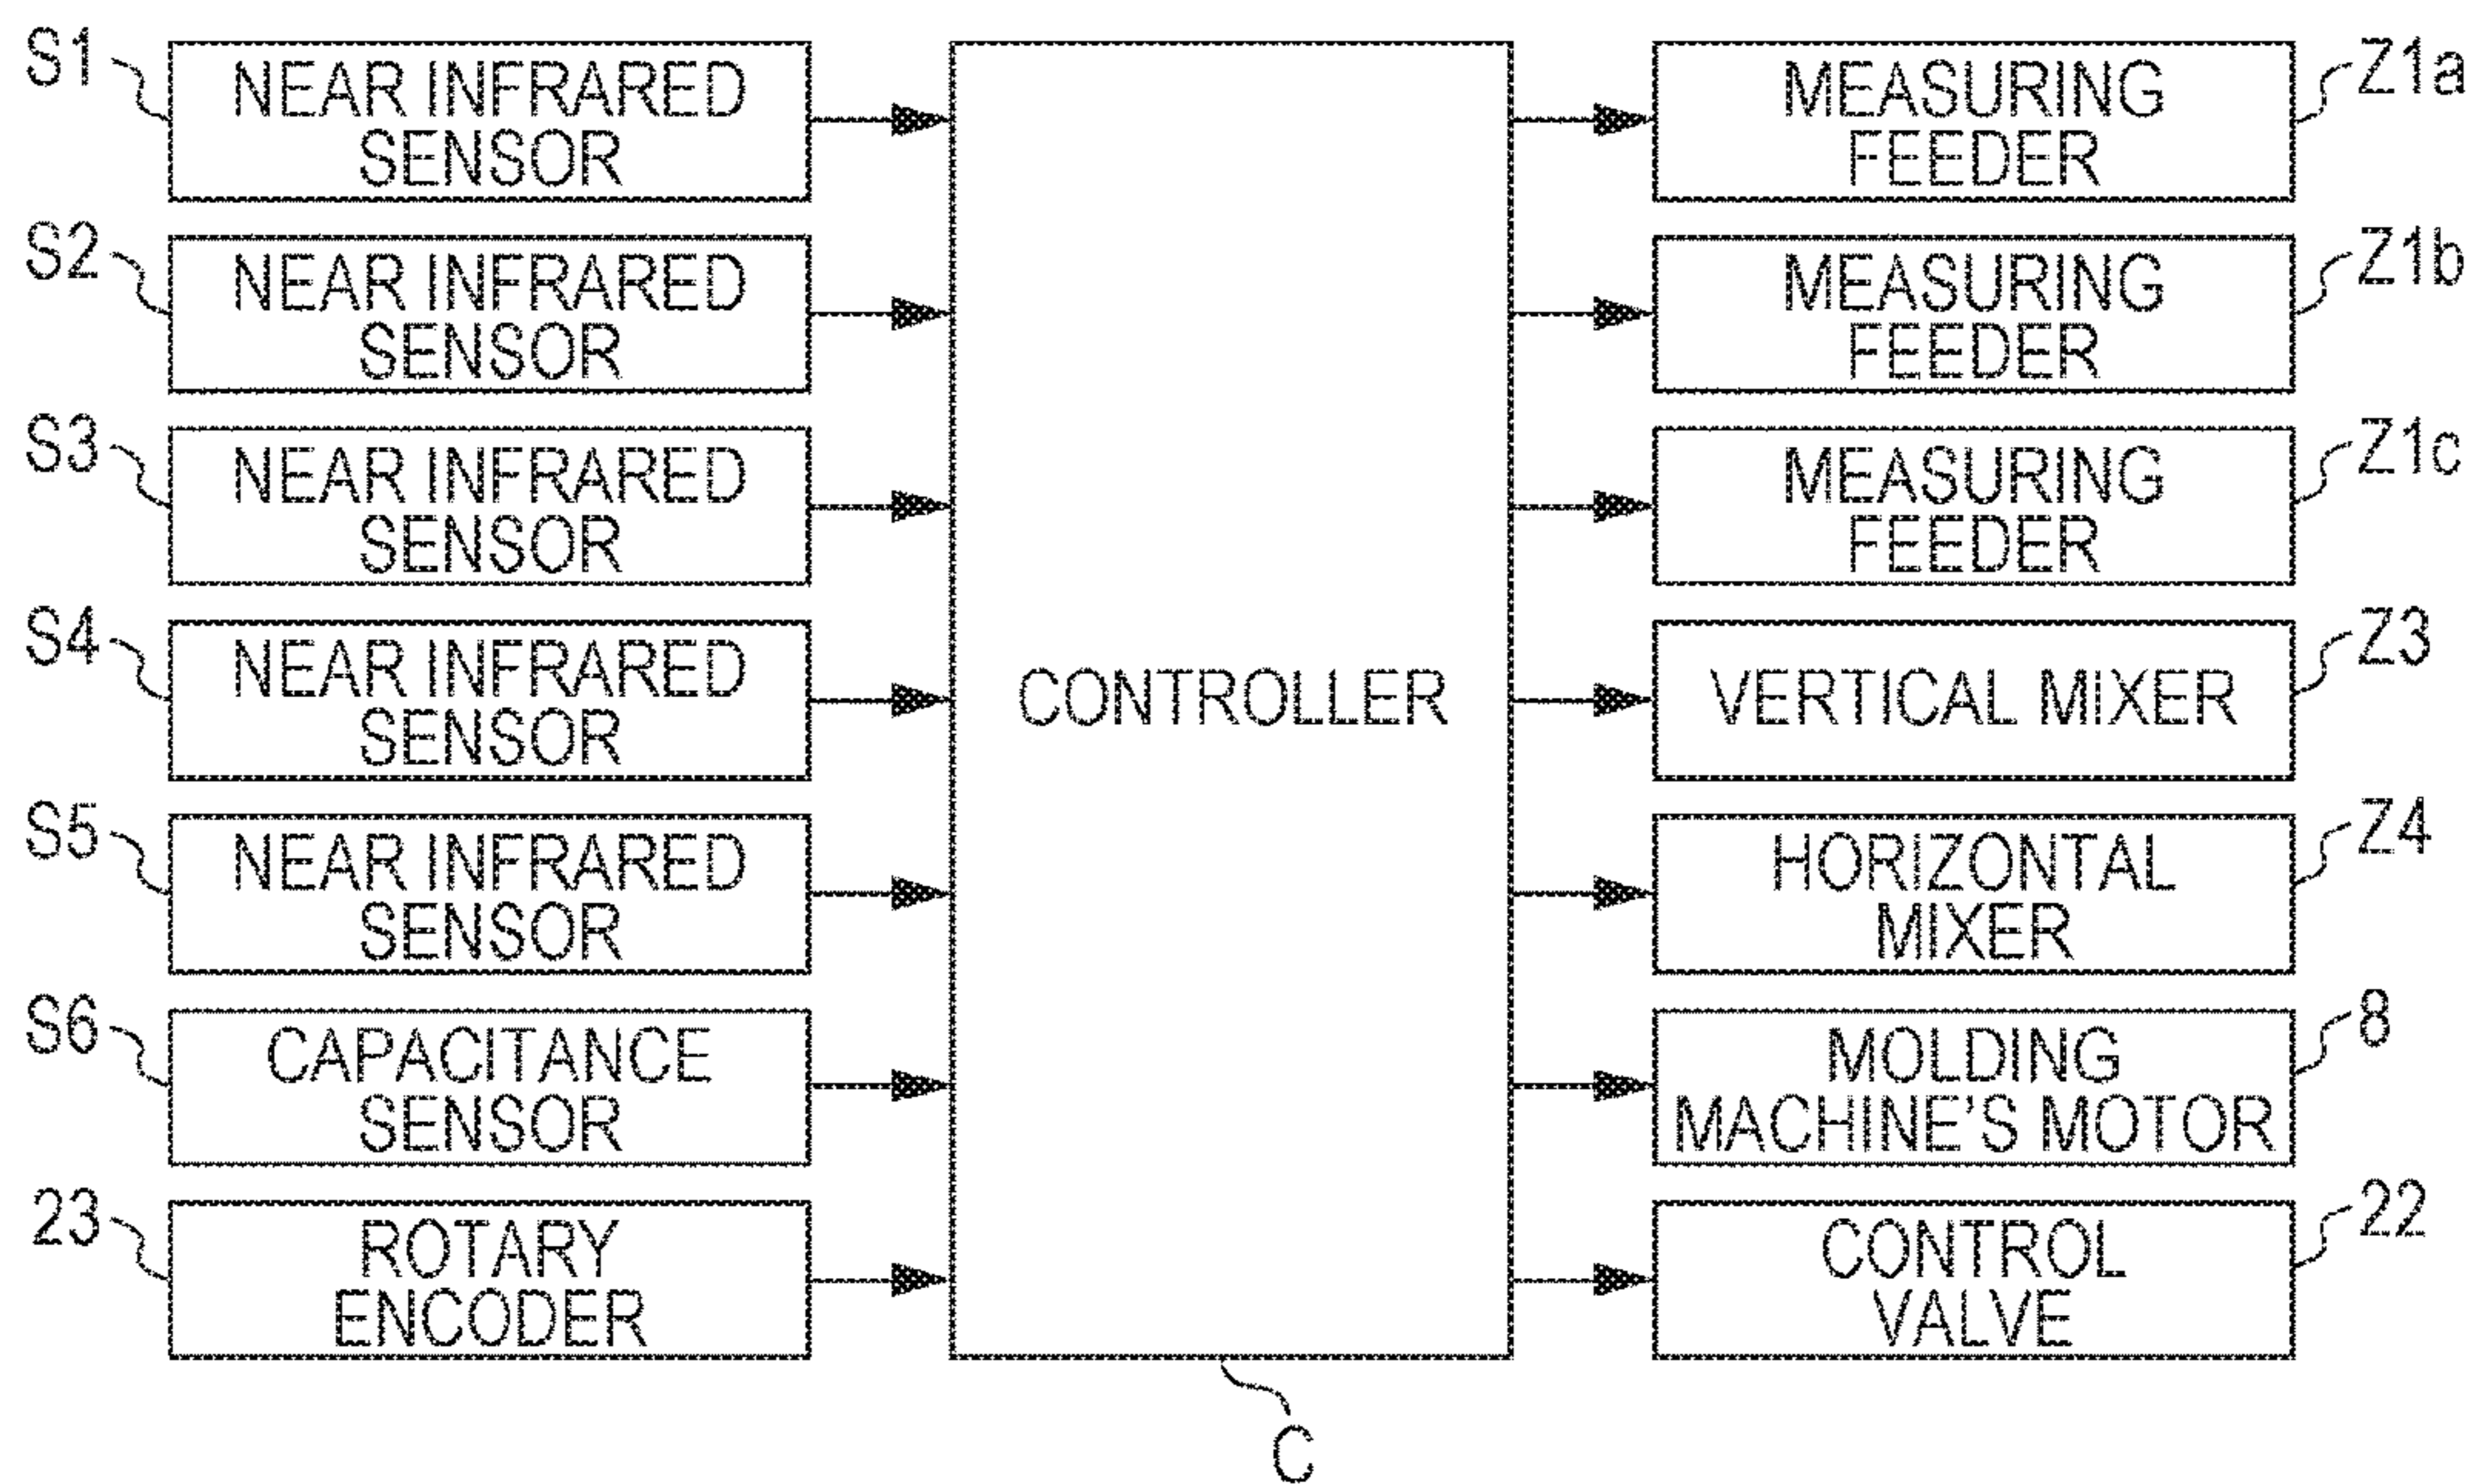 S1
NEAR INFRARED
SENSOR
S2
NEAR INFRARED
SENSOR
S3
NEAR INFRARED
SENSOR
S4
NEAR INFRARED
SENSOR
S5
NEAR INFRARED
SENSOR
S6
CAPACITANCE
SENSOR
23
ROTARY
ENCODER
CONTROLLER
C
MEASURING
FEEDER
Z1a
MEASURING
FEEDER
Z1b
MEASURING
FEEDER
Z1c
VERTICAL MIXER
Z3
HORIZONTAL
MIXER
Z4
MOLDING
MACHINE'S MOTOR
8
CONTROL
VALVE
22